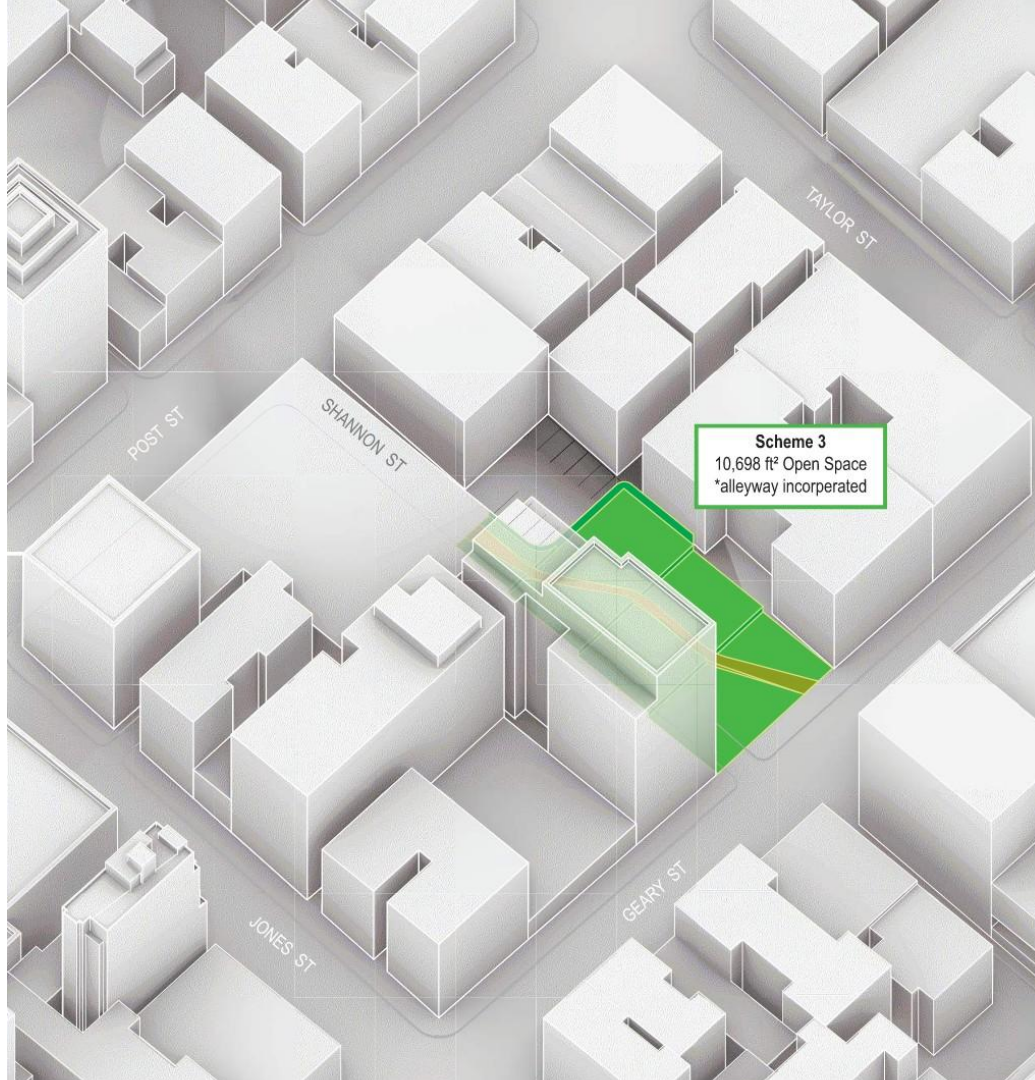 TAYLOR ST
SHANNON ST
POST ST
Scheme 3
10,698 ft² Open Space
*alleyway incorperated
GEARY ST
JONES ST